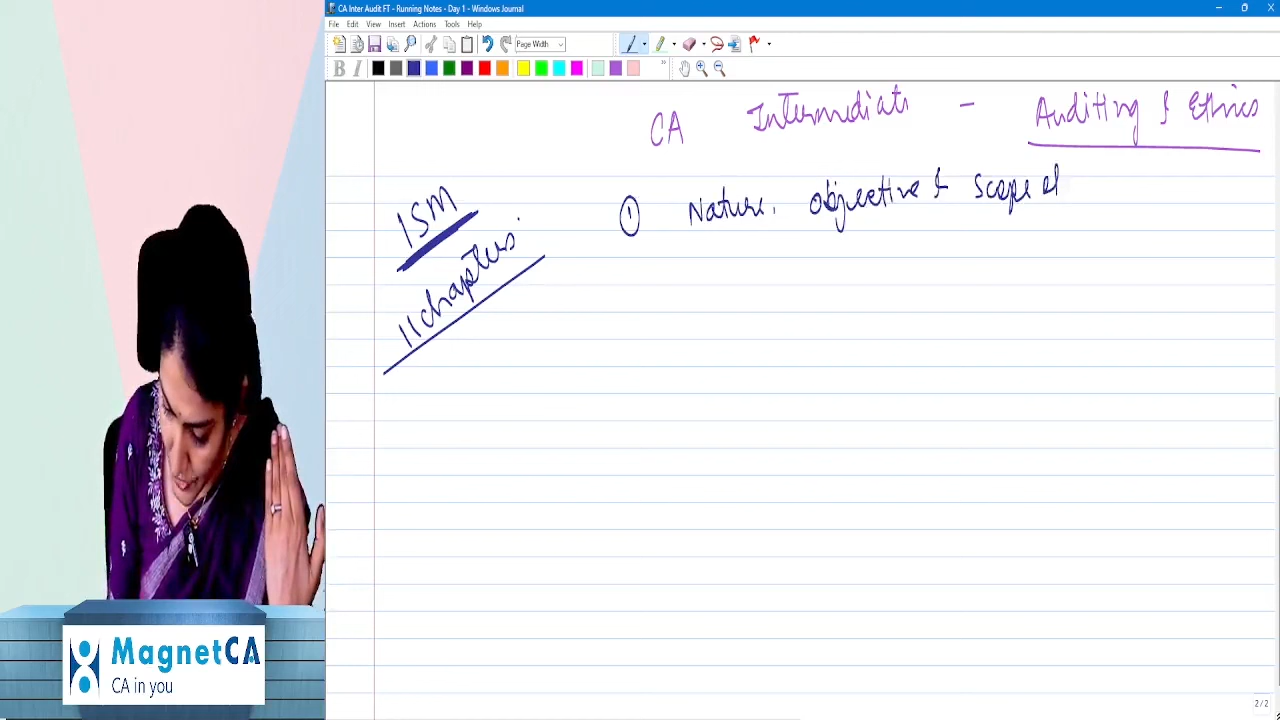 CA Inter Audit FT - Running Notes - Day 1 - Windows Journal
File Edit View Insert Actions Tools Help
Page Width
B I
CA Intermediate - Auditing & Ethics
ISM
11 chapters
① Nature, Objective & Scope of
MagnetCA
CA in you
2/2